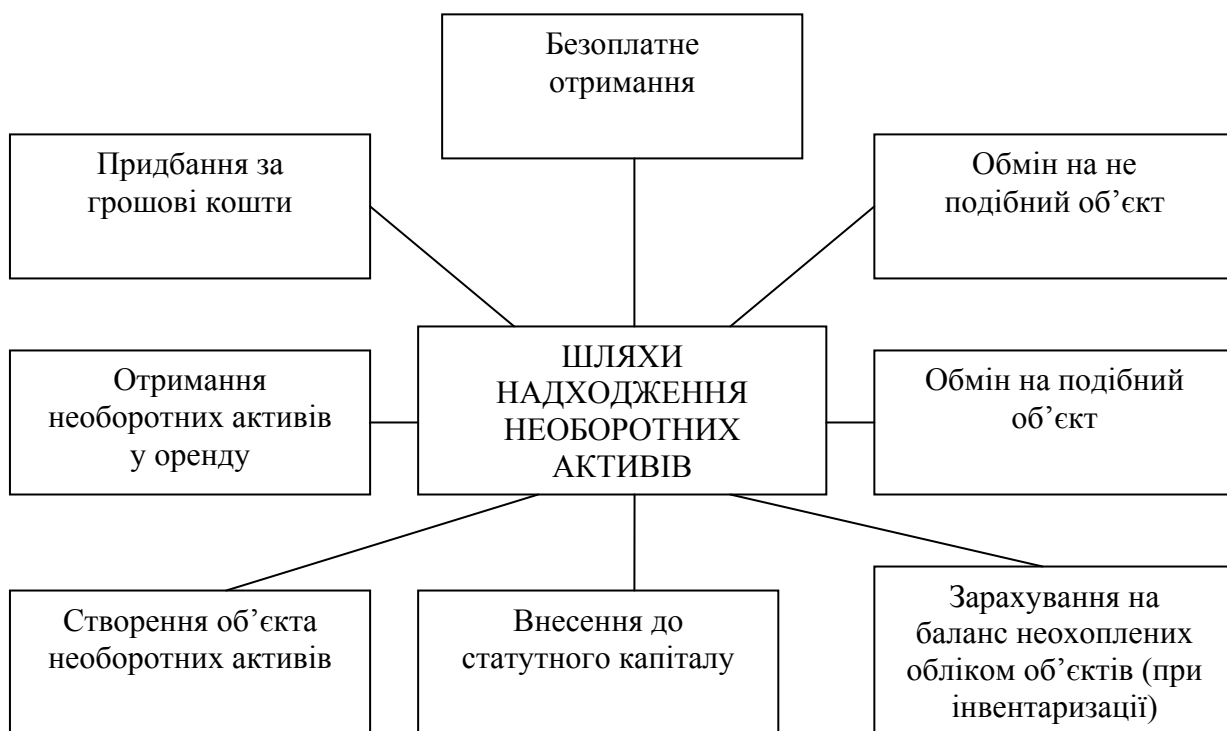 Безоплатне
отримання
Придбання за
грошові кошти
Обмін на не
подібний об’єкт
ШЛЯХИ
НАДХОДЖЕННЯ
НЕОБОРОТНИХ
АКТИВІВ
Отримання
необоротних активів
у оренду
Обмін на подібний
об’єкт
Створення об’єкта
необоротних активів
Внесення до
статутного капіталу
Зарахування на
баланс неохоплених
обліком об’єктів (при
інвентаризації)